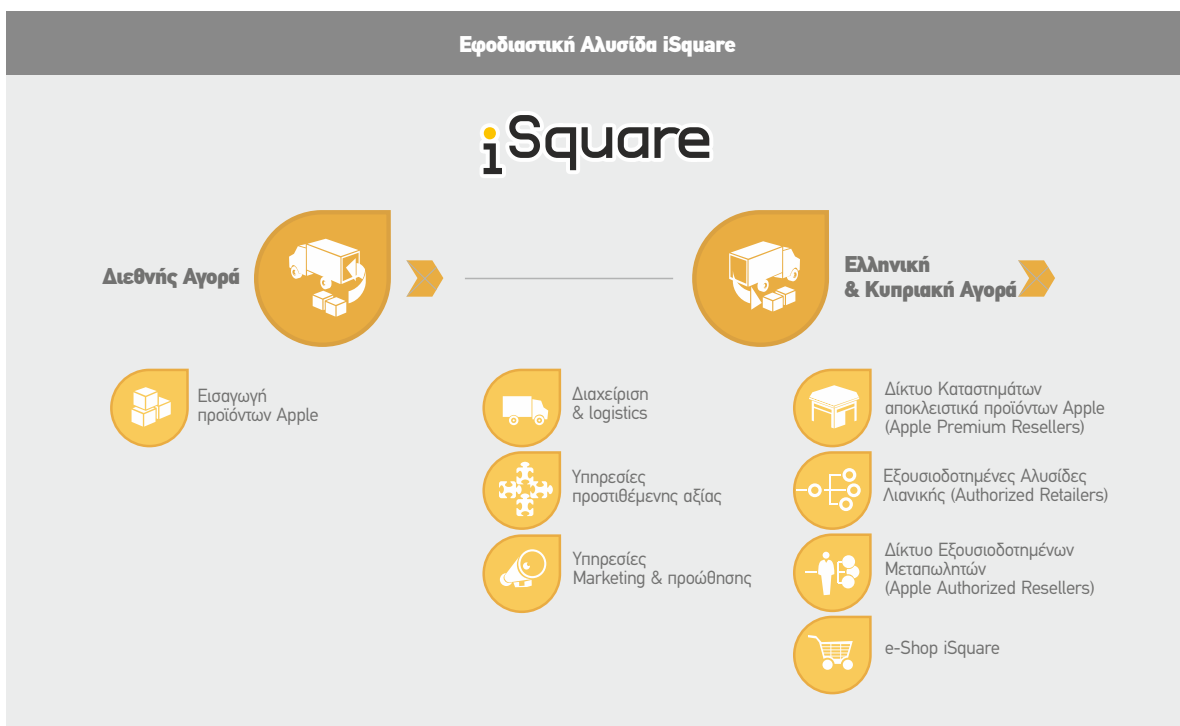 Εφοδιαστική Αλυσίδα iSquare
iSquare
Διεθνής Αγορά
Ελληνική
& Κυπριακή Αγορά
Εισαγωγή
προϊόντων Apple
Διαχείριση
& logistics
Υπηρεσίες
προστιθέμενης αξίας
Υπηρεσίες
Marketing & προώθησης
Δίκτυο Καταστημάτων
αποκλειστικά προϊόντων Apple
(Apple Premium Resellers)
Εξουσιοδοτημένες Αλυσίδες
Λιανικής (Authorized Retailers)
Δίκτυο Εξουσιοδοτημένων
Μεταπωλητών
(Apple Authorized Resellers)
e-Shop iSquare